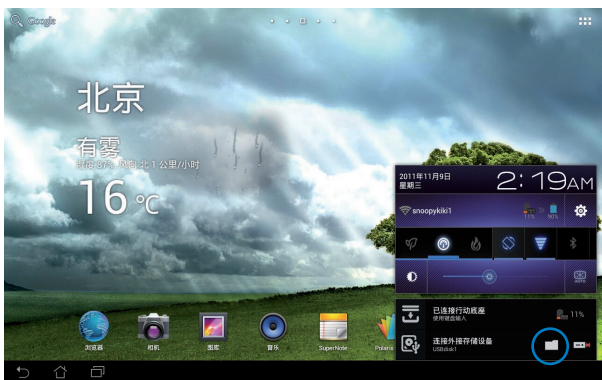 Google
北京
有雾
湿度 87% 风向: 北 1 公里/小时
16 °C
2011年11月9日
星期三
2:19AM
snoopykiki1
11%
90%
AUTO
已连接行动底座
使用键盘输入
11%
连接外接存储设备
USBdisk1
浏览器
相机
图库
音乐
SuperNote
Polaris